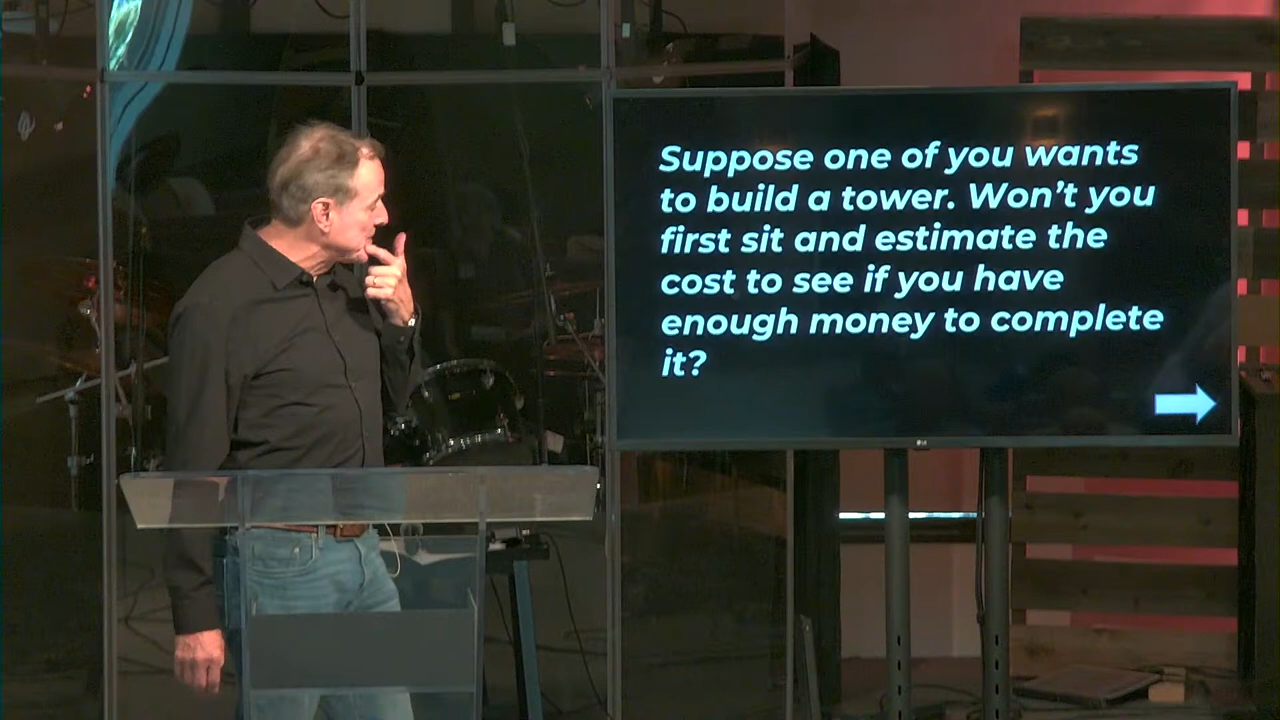 Suppose one of you wants
to build a tower. Won't you
first sit and estimate the
cost to see if you have
enough money to complete
it?
LG